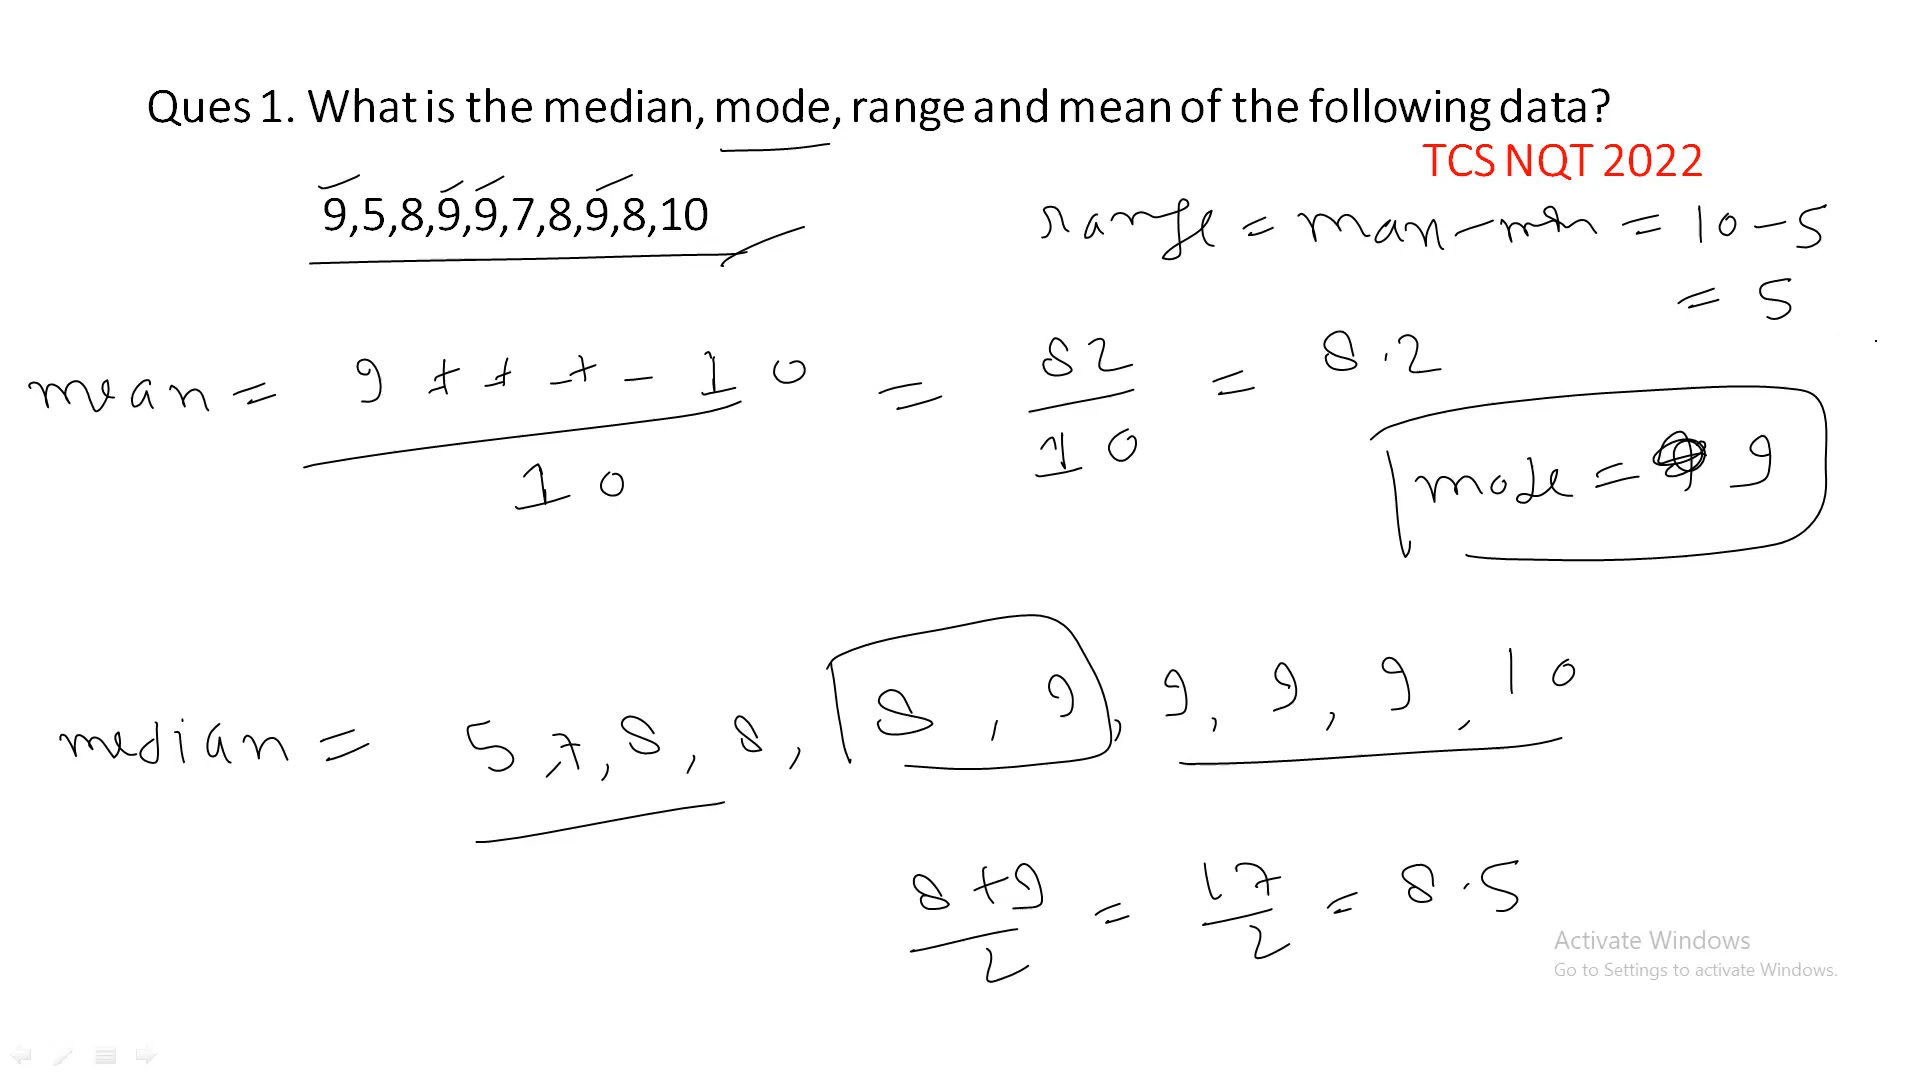 Ques 1. What is the median, mode, range and mean of the following data?
TCS NQT 2022
9,5,8,9,9,7,8,9,8,10
range = max - min = 10 - 5
= 5
mean = 9 + + + - 10 / 10 = 82 / 10 = 8.2
mode = 9
median = 5, 7, 8, 8, 8, 9, 9, 9, 9, 10
8+9 / 2 = 17 / 2 = 8.5
Activate Windows
Go to Settings to activate Windows.